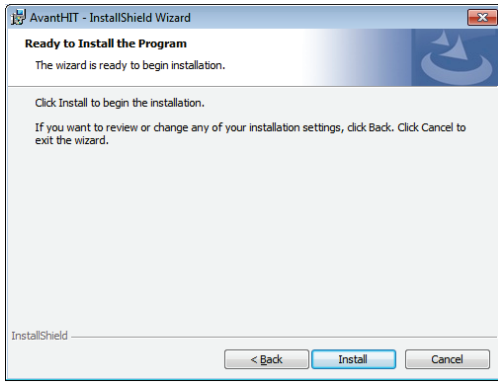 AvantHIT - InstallShield Wizard
Ready to Install the Program
The wizard is ready to begin installation.
Click Install to begin the installation.
If you want to review or change any of your installation settings, click Back. Click Cancel to
exit the wizard.
InstallShield
< Back Install Cancel